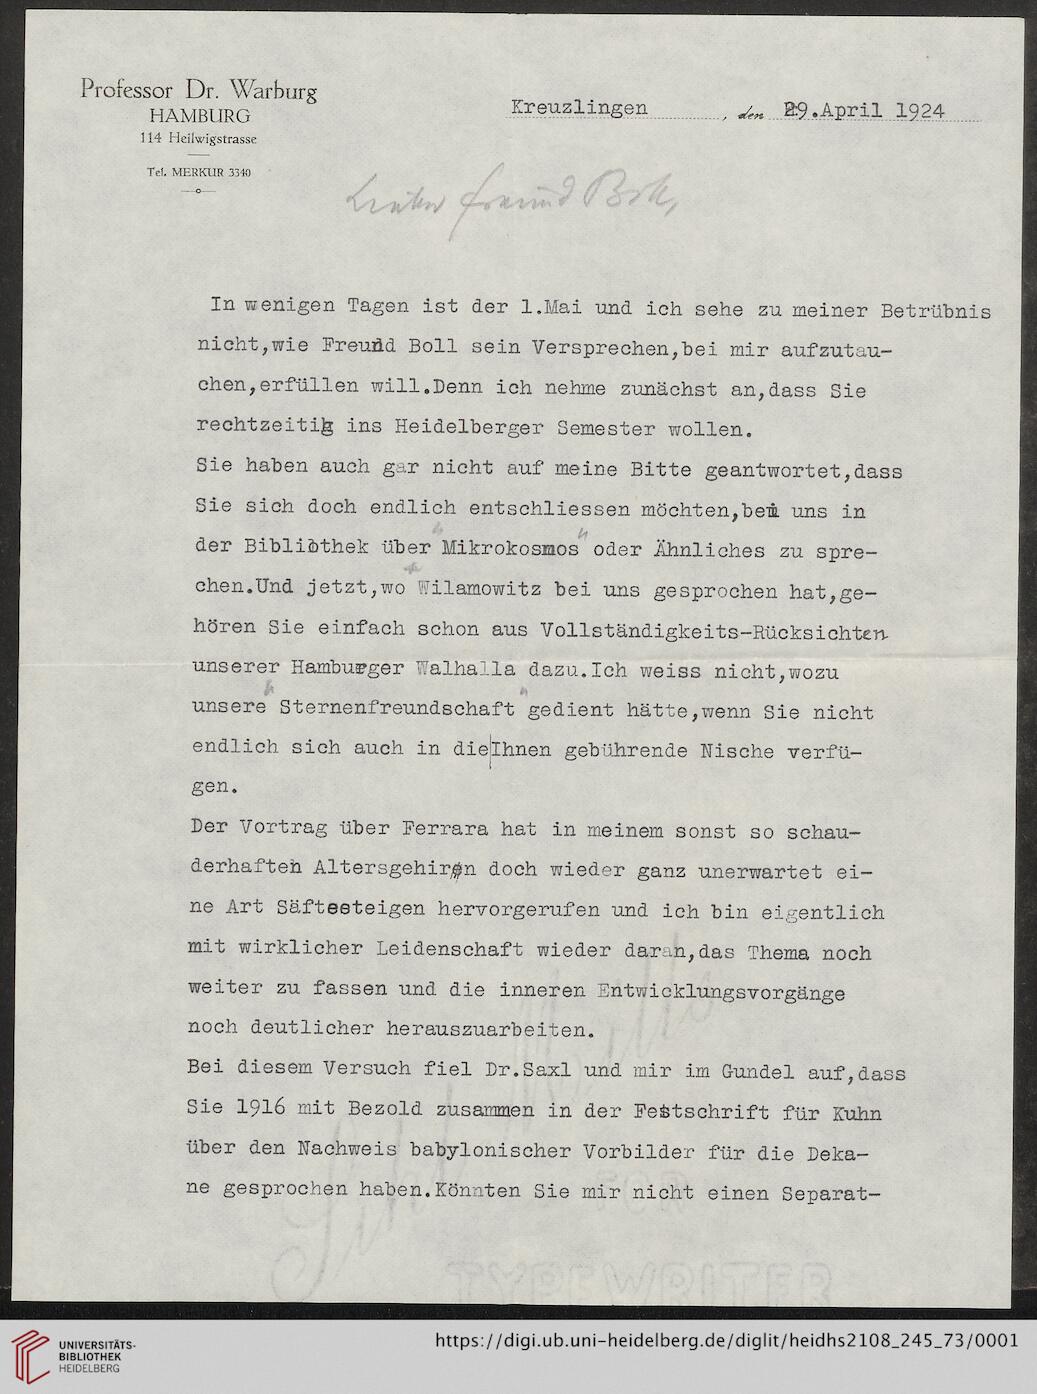 Professor Dr. Warburg
HAMBURG
114 Heilwigstrasse
Tel. MERKUR 3340
Kreuzlingen, den 29.April 1924
Lieber Freund Boll,
In wenigen Tagen ist der 1.Mai und ich sehe zu meiner Betrübnis
nicht,wie Freund Boll sein Versprechen,bei mir aufzutau-
chen,erfüllen will.Denn ich nehme zunächst an,dass Sie
rechtzeitig ins Heidelberger Semester wollen.
Sie haben auch gar nicht auf meine Bitte geantwortet,dass
Sie sich doch endlich entschliessen möchten,bei uns in
der Bibliothek über "Mikrokosmos" oder Ähnliches zu spre-
chen.Und jetzt,wo Wilamowitz bei uns gesprochen hat,ge-
hören Sie einfach schon aus Vollständigkeits-Rücksichten
unserer Hamburger Walhalla dazu.Ich weiss nicht,wozu
unsere "Sternenfreundschaft" gedient hätte,wenn Sie nicht
endlich sich auch in die|Ihnen gebührende Nische verfü-
gen.
Der Vortrag über Ferrara hat in meinem sonst so schau-
derhaften Altersgehirn doch wieder ganz unerwartet ei-
ne Art Säftesteigen hervorgerufen und ich bin eigentlich
mit wirklicher Leidenschaft wieder daran,das Thema noch
weiter zu fassen und die inneren Entwicklungsvorgänge
noch deutlicher herauszuarbeiten.
Bei diesem Versuch fiel Dr.Saxl und mir im Gundel auf,dass
Sie 1916 mit Bezold zusammen in der Festschrift für Kuhn
über den Nachweis babylonischer Vorbilder für die Deka-
ne gesprochen haben.Könnten Sie mir nicht einen Separat-
TYPEWRITER
UNIVERSITÄTS-
BIBLIOTHEK
HEIDELBERG
https://digi.ub.uni-heidelberg.de/diglit/heidhs2108_245_73/0001